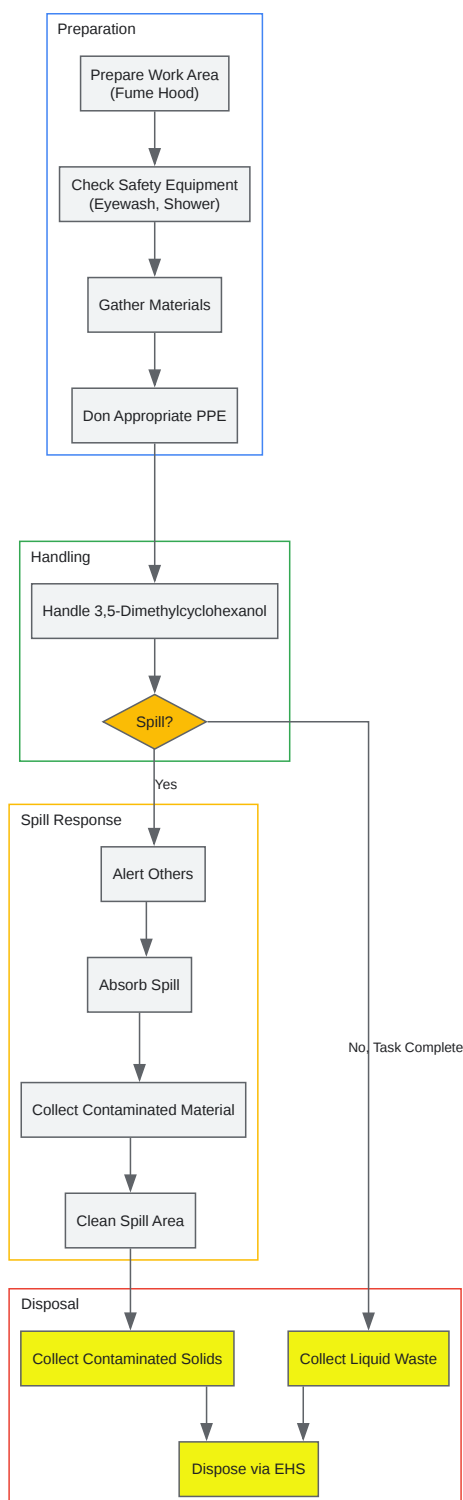 Preparation
Prepare Work Area
(Fume Hood)
Check Safety Equipment
(Eyewash, Shower)
Gather Materials
Don Appropriate PPE
Handling
Handle 3,5-Dimethylcyclohexanol
Spill?
Yes
Spill Response
Alert Others
Absorb Spill
No, Task Complete
Collect Contaminated Material
Clean Spill Area
Disposal
Collect Contaminated Solids
Collect Liquid Waste
Dispose via EHS